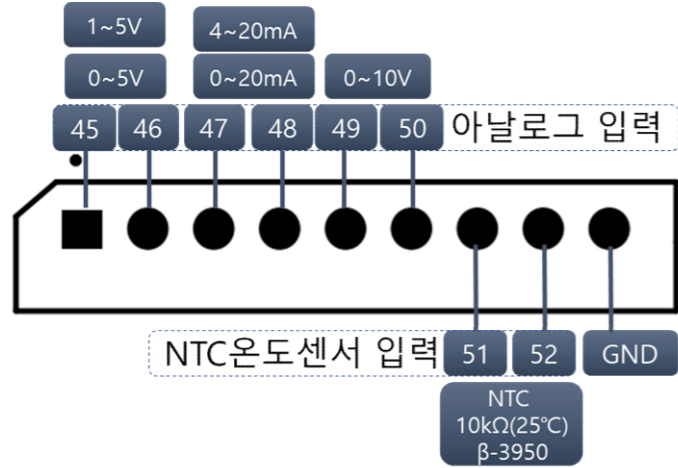 1~5V 4~20mA
0~5V 0~20mA 0~10V
45 46 47 48 49 50 아날로그 입력
NTC온도센서 입력 51 52 GND
NTC
10kΩ(25℃)
β-3950